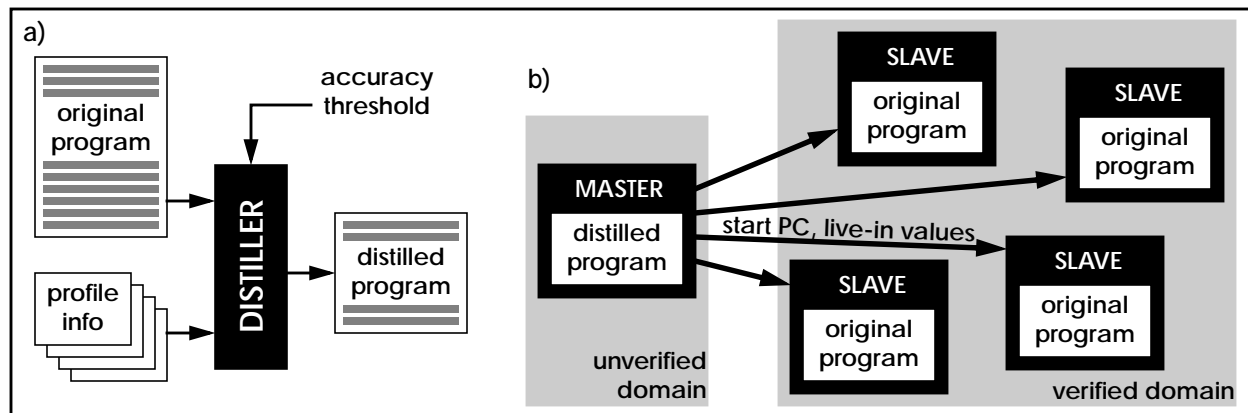 a)
original
program
accuracy
threshold
DISTILLER
distilled
program
profile
info
b)
MASTER
distilled
program
unverified
domain
start PC, live-in values
SLAVE
original
program
SLAVE
original
program
SLAVE
original
program
SLAVE
original
program
verified domain